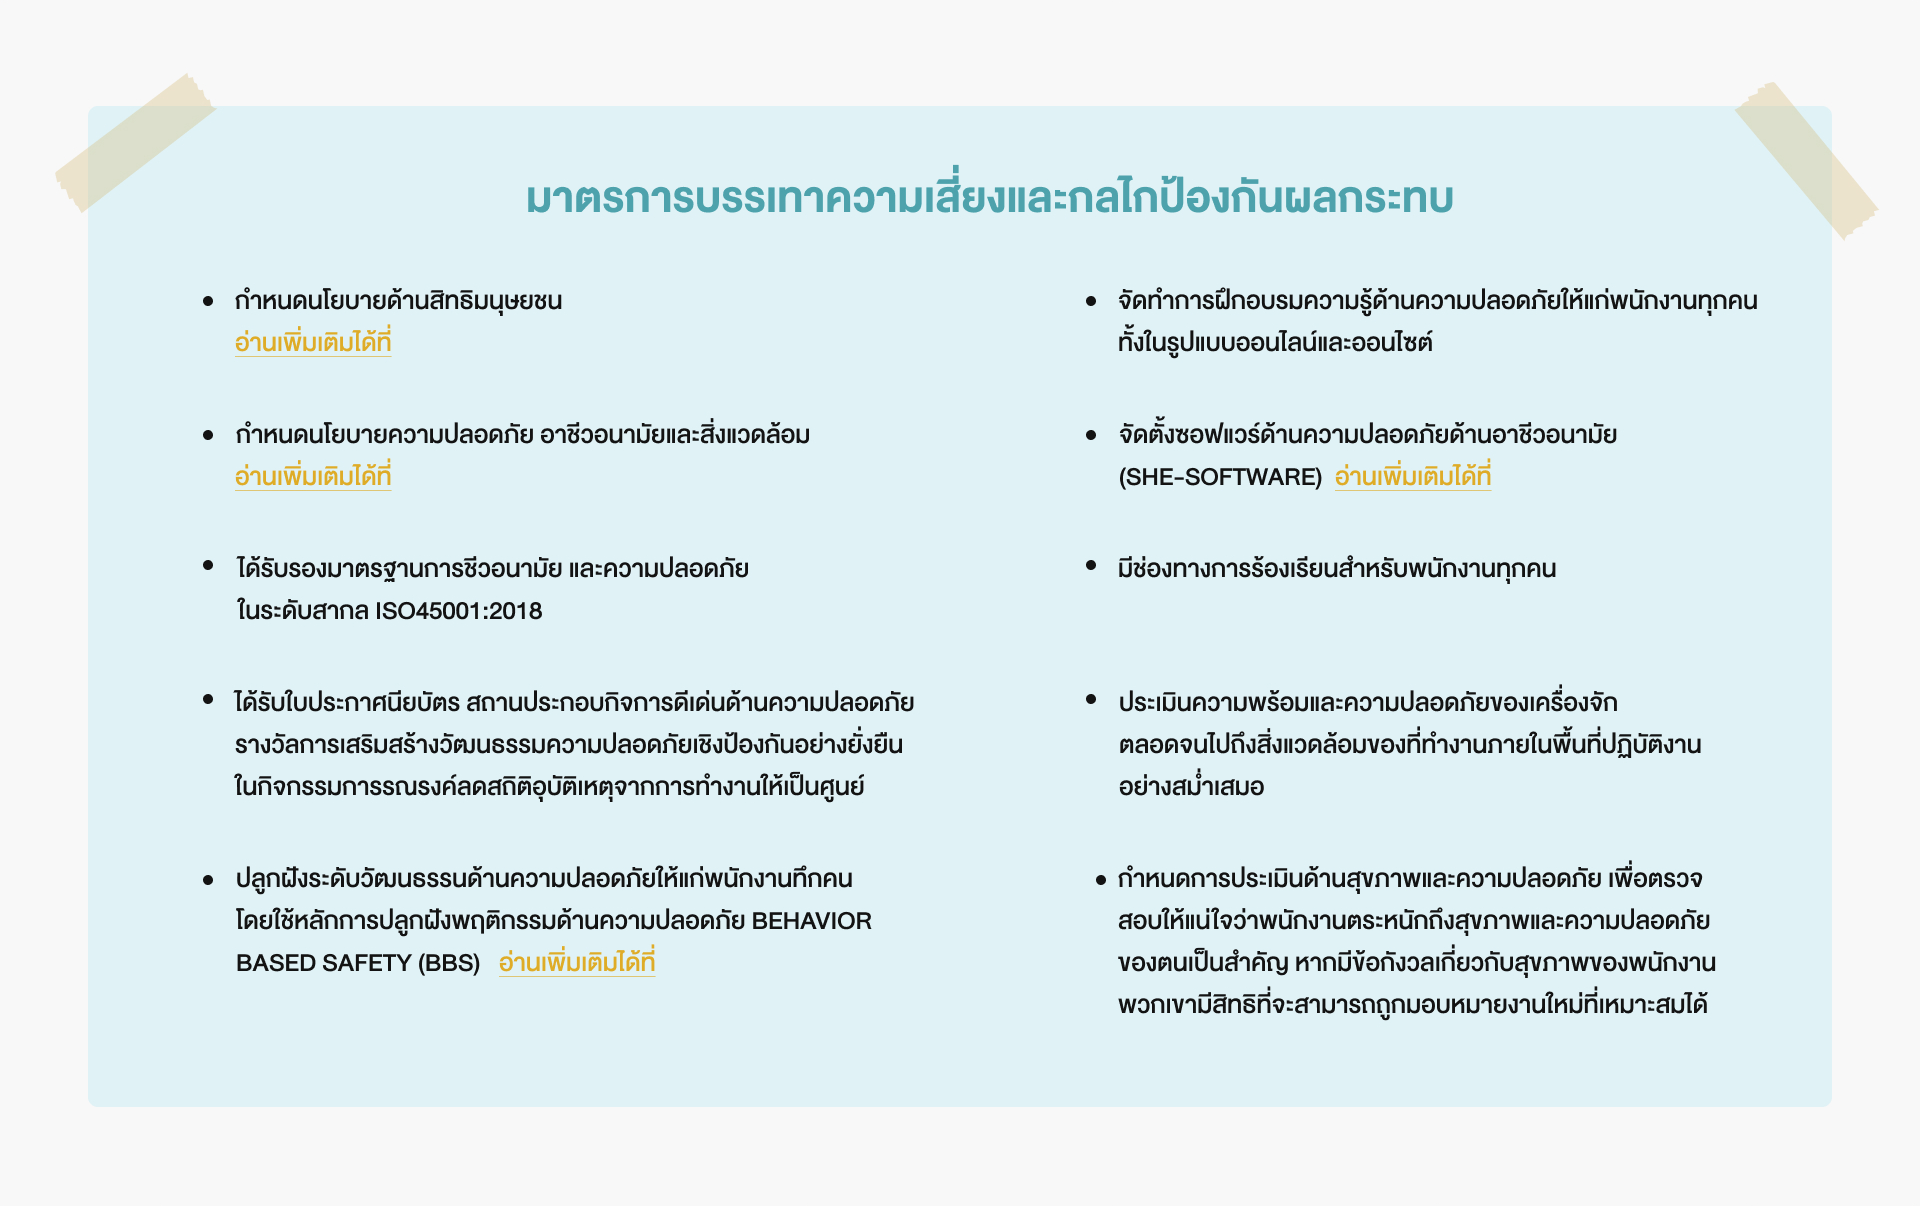 มาตรการบรรเทาความเสี่ยงและกลไกป้องกันผลกระทบ
• กำหนดนโยบายด้านสิทธิมนุษยชน
อ่านเพิ่มเติมได้ที่
• กำหนดนโยบายความปลอดภัย อาชีวอนามัยและสิ่งแวดล้อม
อ่านเพิ่มเติมได้ที่
• ได้รับรองมาตรฐานการชีวอนามัย และความปลอดภัย
ในระดับสากล ISO45001:2018
• ได้รับใบประกาศนียบัตร สถานประกอบกิจการดีเด่นด้านความปลอดภัย
รางวัลการเสริมสร้างวัฒนธรรมความปลอดภัยเชิงป้องกันอย่างยั่งยืน
ในกิจกรรมการรณรงค์ลดสถิติอุบัติเหตุจากการทำงานให้เป็นศูนย์
• ปลูกฝังระดับวัฒนธรรนด้านความปลอดภัยให้แก่พนักงานทึกคน
โดยใช้หลักการปลูกฝังพฤติกรรมด้านความปลอดภัย BEHAVIOR
BASED SAFETY (BBS) อ่านเพิ่มเติมได้ที่
• จัดทำการฝึกอบรมความรู้ด้านความปลอดภัยให้แก่พนักงานทุกคน
ทั้งในรูปแบบออนไลน์และออนไซต์
• จัดตั้งซอฟแวร์ด้านความปลอดภัยด้านอาชีวอนามัย
(SHE-SOFTWARE) อ่านเพิ่มเติมได้ที่
• มีช่องทางการร้องเรียนสำหรับพนักงานทุกคน
• ประเมินความพร้อมและความปลอดภัยของเครื่องจัก
ตลอดจนไปถึงสิ่งแวดล้อมของที่ทำงานภายในพื้นที่ปฏิบัติงาน
อย่างสม่ำเสมอ
• กำหนดการประเมินด้านสุขภาพและความปลอดภัย เพื่อตรวจ
สอบให้แน่ใจว่าพนักงานตระหนักถึงสุขภาพและความปลอดภัย
ของตนเป็นสำคัญ หากมีข้อกังวลเกี่ยวกับสุขภาพของพนักงาน
พวกเขามีสิทธิที่จะสามารถถูกมอบหมายงานใหม่ที่เหมาะสมได้